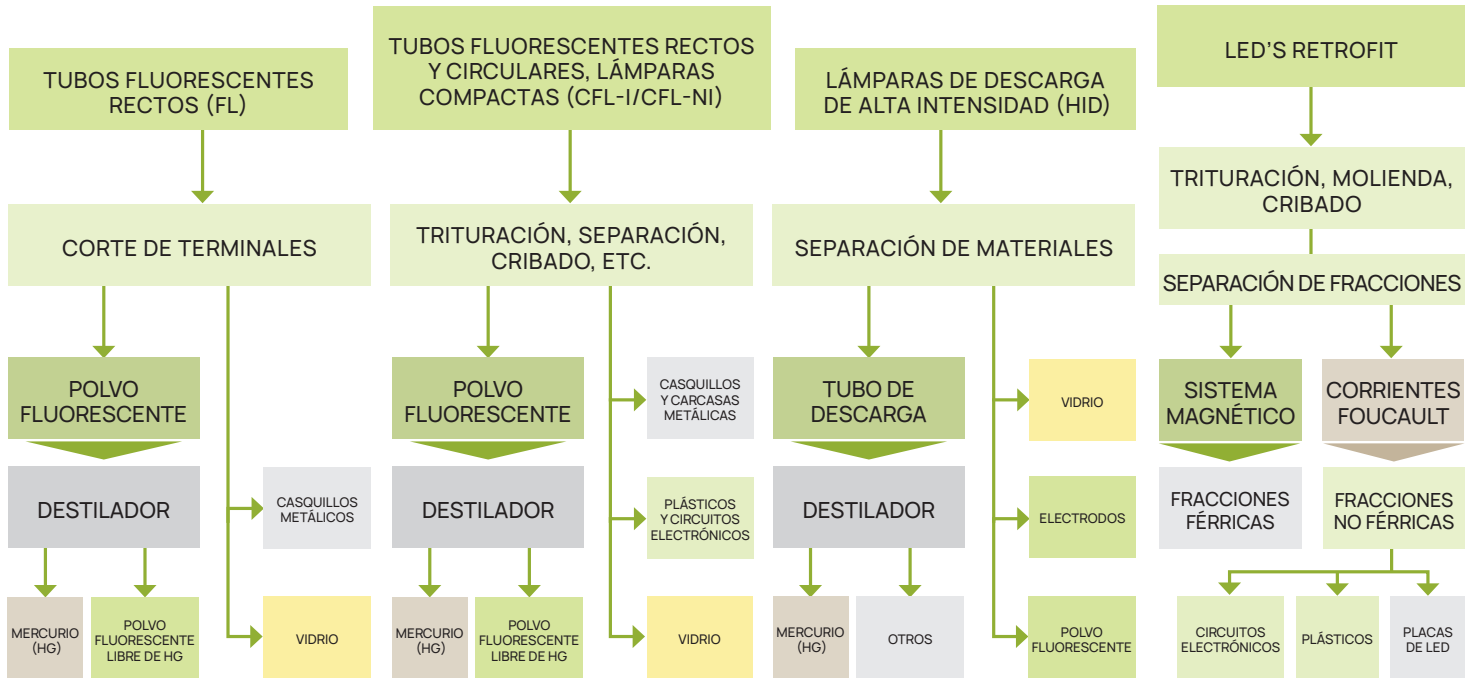 TUBOS FLUORESCENTES
RECTOS (FL)
CORTE DE TERMINALES
POLVO
FLUORESCENTE
DESTILADOR
MERCURIO
(HG)
POLVO
FLUORESCENTE
LIBRE DE HG
CASQUILLOS
METÁLICOS
VIDRIO
TUBOS FLUORESCENTES RECTOS
Y CIRCULARES, LÁMPARAS
COMPACTAS (CFL-I/CFL-NI)
TRITURACIÓN, SEPARACIÓN,
CRIBADO, ETC.
POLVO
FLUORESCENTE
DESTILADOR
MERCURIO
(HG)
POLVO
FLUORESCENTE
LIBRE DE HG
CASQUILLOS
Y CARCASAS
METÁLICAS
PLÁSTICOS
Y CIRCUITOS
ELECTRÓNICOS
VIDRIO
LÁMPARAS DE DESCARGA
DE ALTA INTENSIDAD (HID)
SEPARACIÓN DE MATERIALES
TUBO DE
DESCARGA
DESTILADOR
MERCURIO
(HG)
OTROS
VIDRIO
ELECTRODOS
POLVO
FLUORESCENTE
LED'S RETROFIT
TRITURACIÓN, MOLIENDA,
CRIBADO
SEPARACIÓN DE FRACCIONES
SISTEMA
MAGNÉTICO
FRACCIONES
FÉRRICAS
CORRIENTES
FOUCAULT
FRACCIONES
NO FÉRRICAS
CIRCUITOS
ELECTRÓNICOS
PLÁSTICOS
PLACAS
DE LED